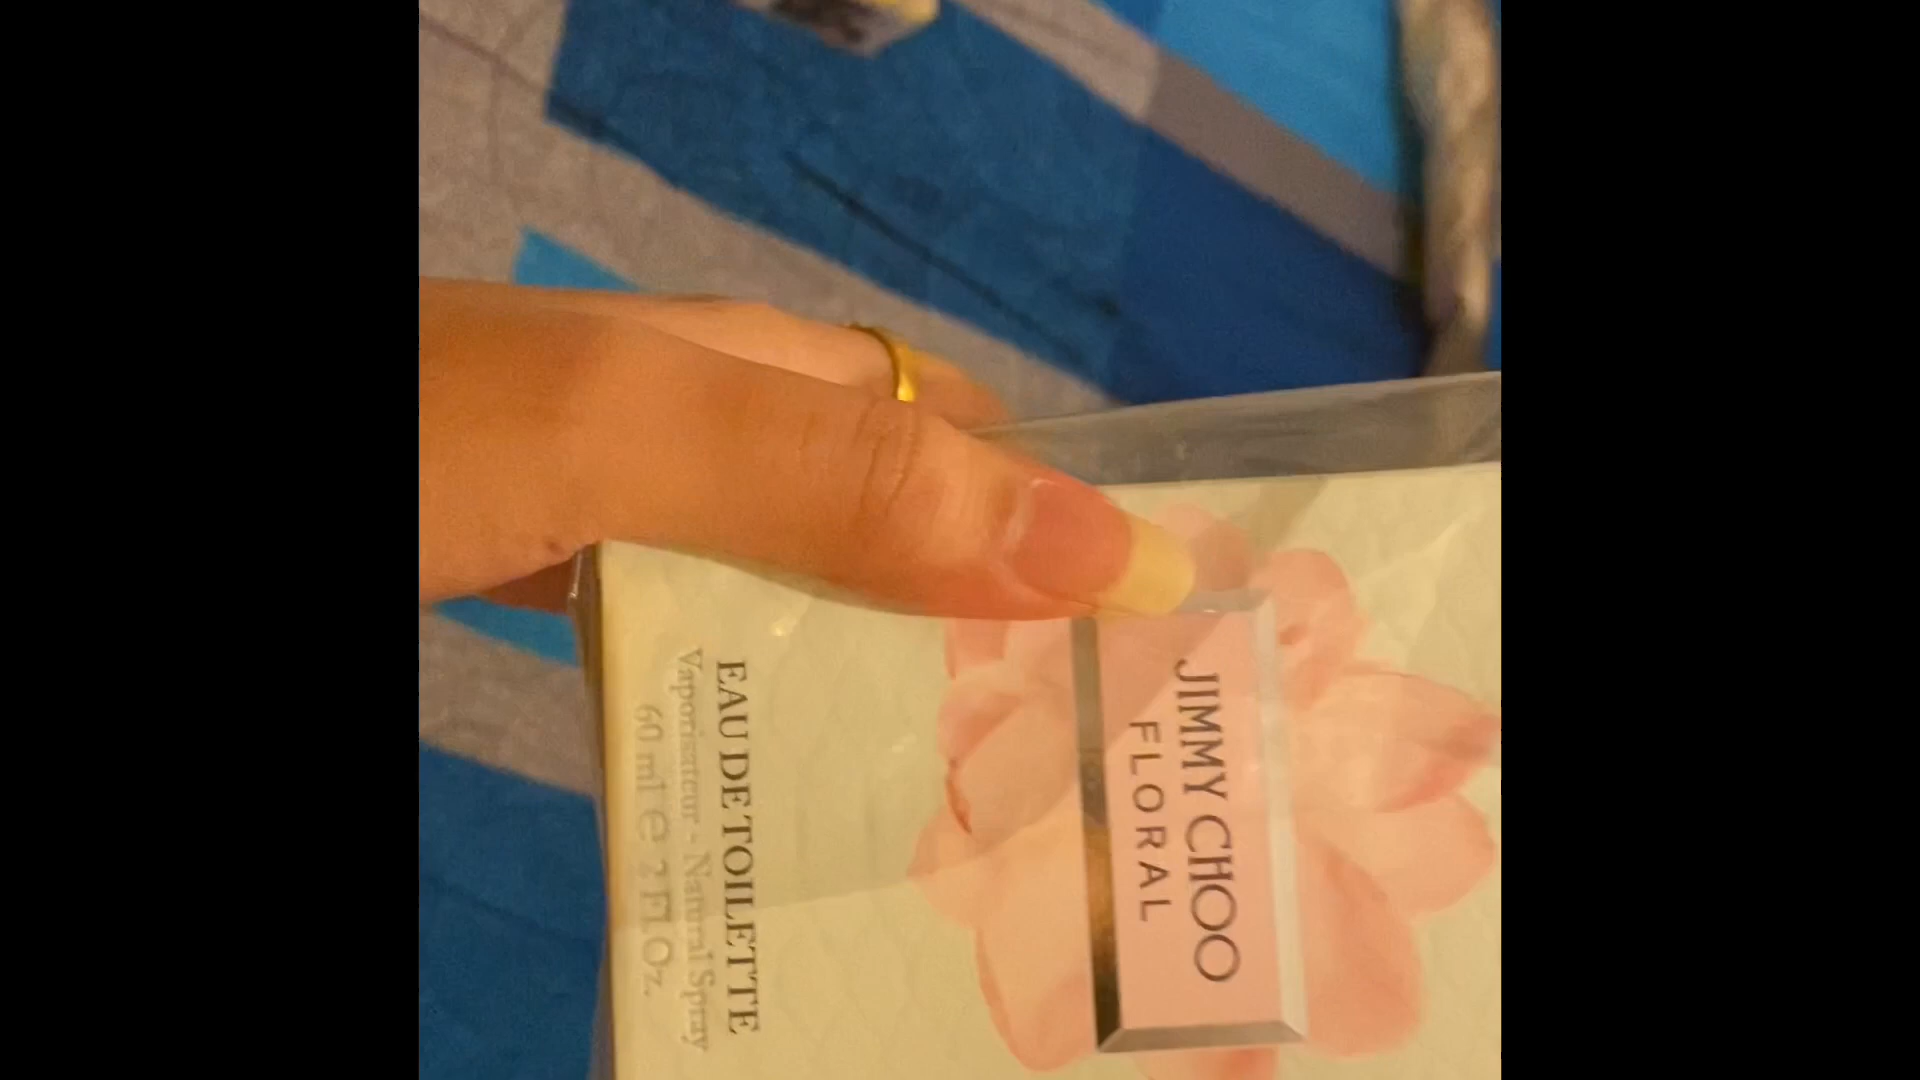 JIMMY CHOO
FLORAL
EAU DE TOILETTE
Vaporisateur - Natural Spray
60 ml e 2 Fl.Oz.